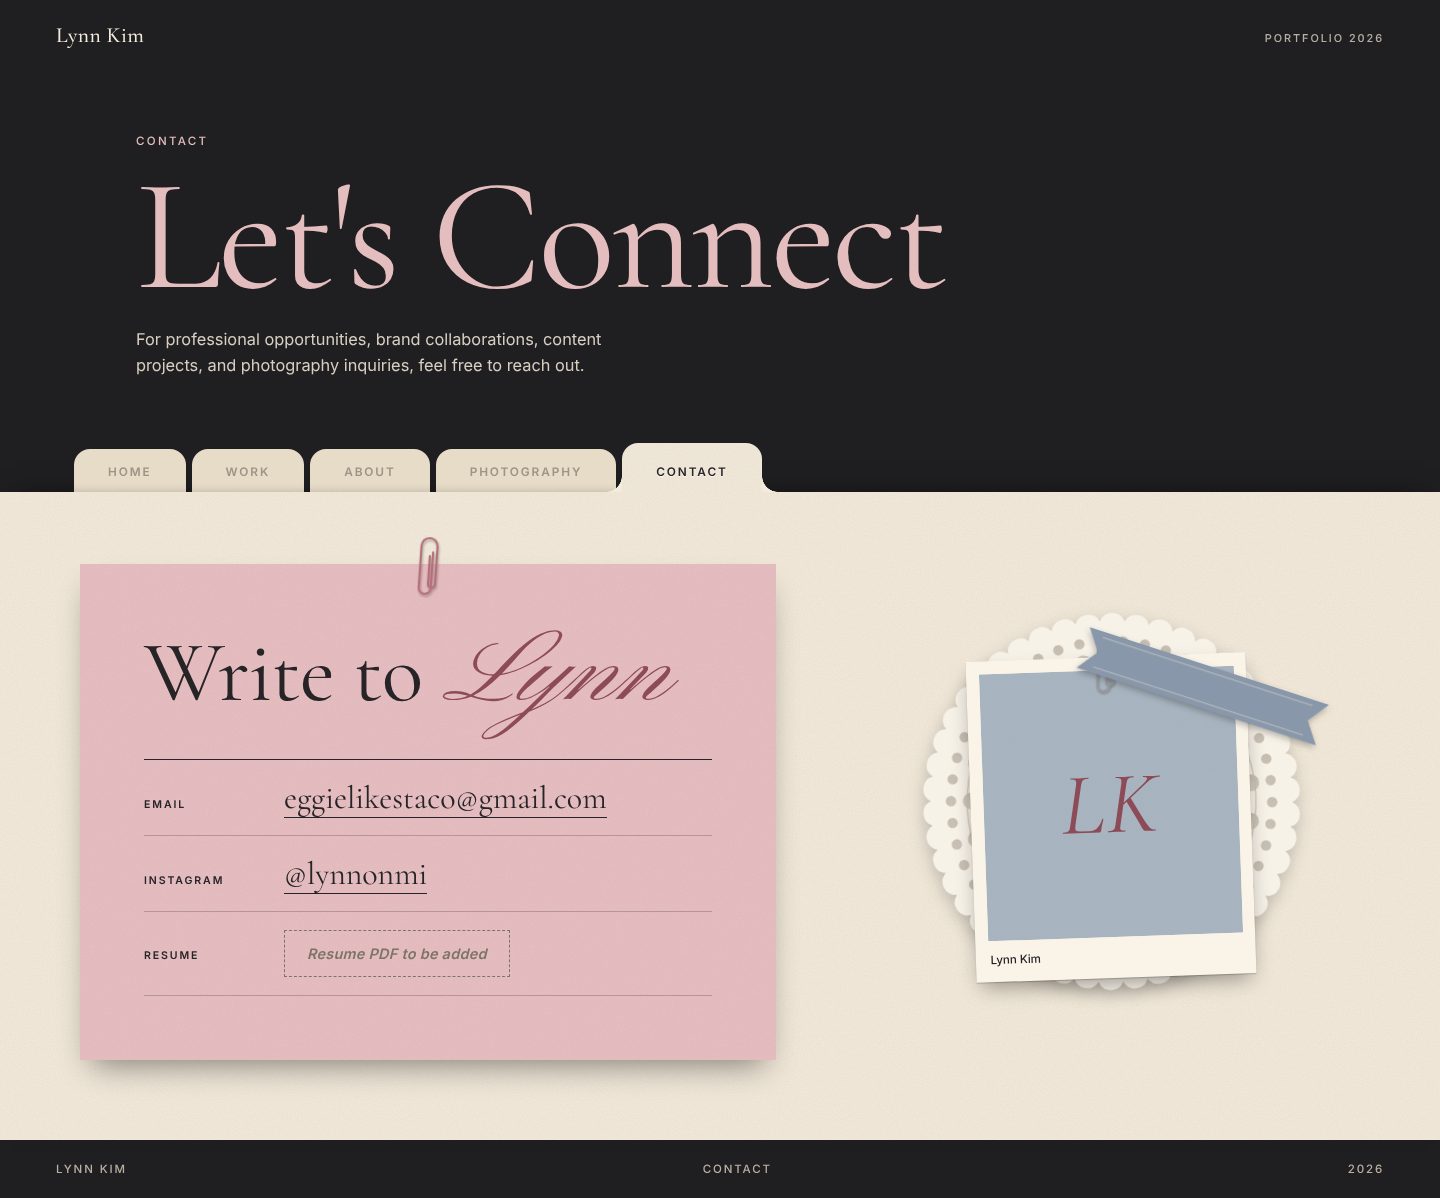 Lynn Kim
PORTFOLIO 2026
CONTACT
Let's Connect
For professional opportunities, brand collaborations, content
projects, and photography inquiries, feel free to reach out.
HOME
WORK
ABOUT
PHOTOGRAPHY
CONTACT
Write to Lynn
EMAIL
eggielikestaco@gmail.com
INSTAGRAM
@lynnonmi
RESUME
Resume PDF to be added
LK
Lynn Kim
LYNN KIM
CONTACT
2026